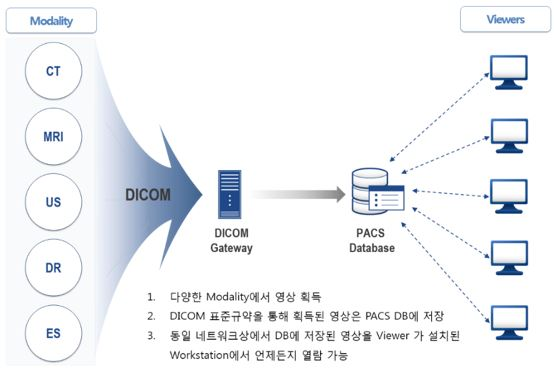 Modality
Viewers
CT
MRI
US
DR
ES
DICOM
DICOM
Gateway
PACS
Database
1. 다양한 Modality에서 영상 획득
2. DICOM 표준규약을 통해 획득된 영상은 PACS DB에 저장
3. 동일 네트워크상에서 DB에 저장된 영상을 Viewer 가 설치된
Workstation에서 언제든지 열람 가능